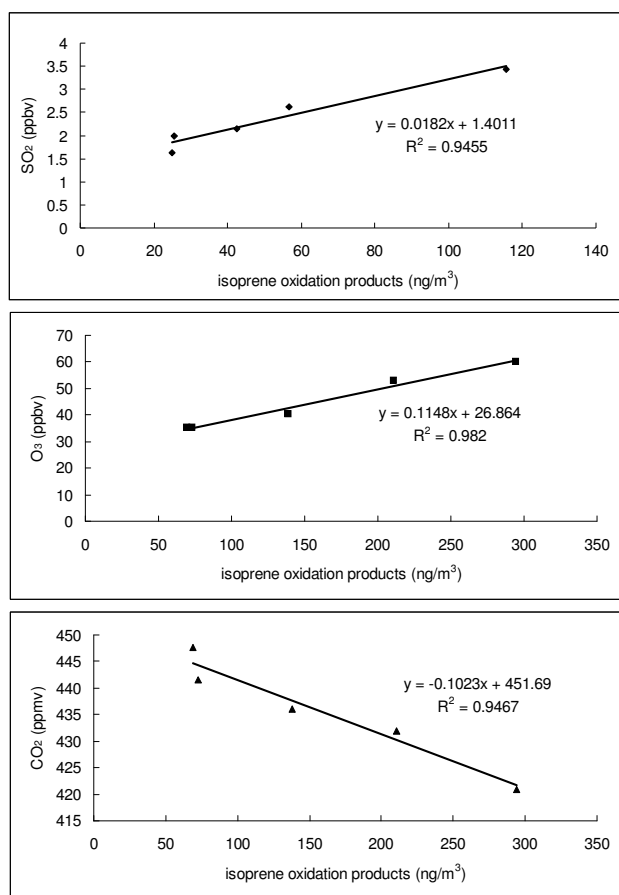 4
3.5
3
2.5
2
1.5
1
0.5
0
SO₂ (ppbv)
y = 0.0182x + 1.4011
R² = 0.9455
0 20 40 60 80 100 120 140
isoprene oxidation products (ng/m³)
70
60
50
40
30
20
10
0
O₃ (ppbv)
y = 0.1148x + 26.864
R² = 0.982
0 50 100 150 200 250 300 350
isoprene oxidation products (ng/m³)
450
445
440
435
430
425
420
415
CO₂ (ppmv)
y = -0.1023x + 451.69
R² = 0.9467
0 50 100 150 200 250 300 350
isoprene oxidation products (ng/m³)